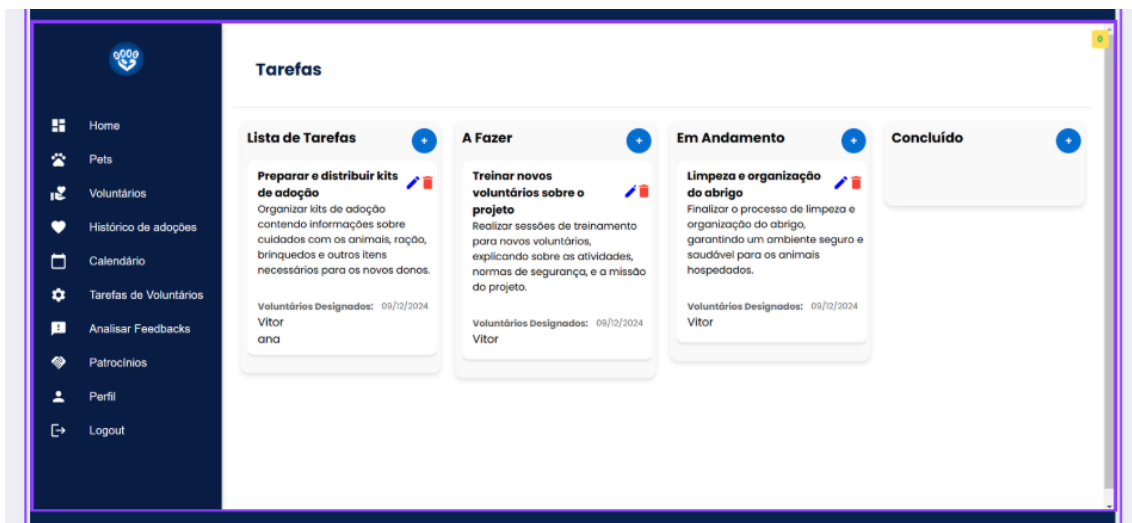 0
Tarefas
Home
Pets
Voluntários
Histórico de adoções
Calendário
Tarefas de Voluntários
Analisar Feedbacks
Patrocínios
Perfil
Logout
Lista de Tarefas
+
Preparar e distribuir kits
de adoção
Organizar kits de adoção
contendo informações sobre
cuidados com os animais, ração,
brinquedos e outros itens
necessários para os novos donos.
Voluntários Designados: 09/12/2024
Vitor
ana
A Fazer
+
Treinar novos
voluntários sobre o
projeto
Realizar sessões de treinamento
para novos voluntários,
explicando sobre as atividades,
normas de segurança, e a missão
do projeto.
Voluntários Designados: 09/12/2024
Vitor
Em Andamento
+
Limpeza e organização
do abrigo
Finalizar o processo de limpeza e
organização do abrigo,
garantindo um ambiente seguro e
saudável para os animais
hospedados.
Voluntários Designados: 09/12/2024
Vitor
Concluído
+